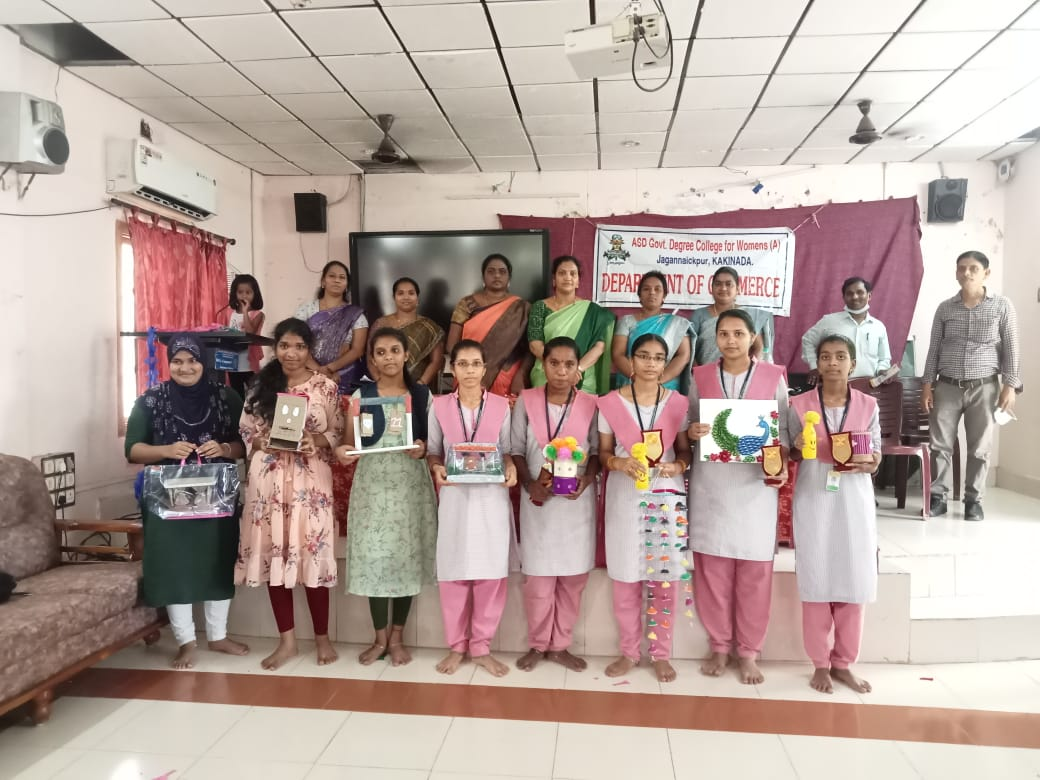 ASD Govt. Degree College for Womens (A)
Jagannaickpur, KAKINADA.
DEPARTMENT OF COMMERCE